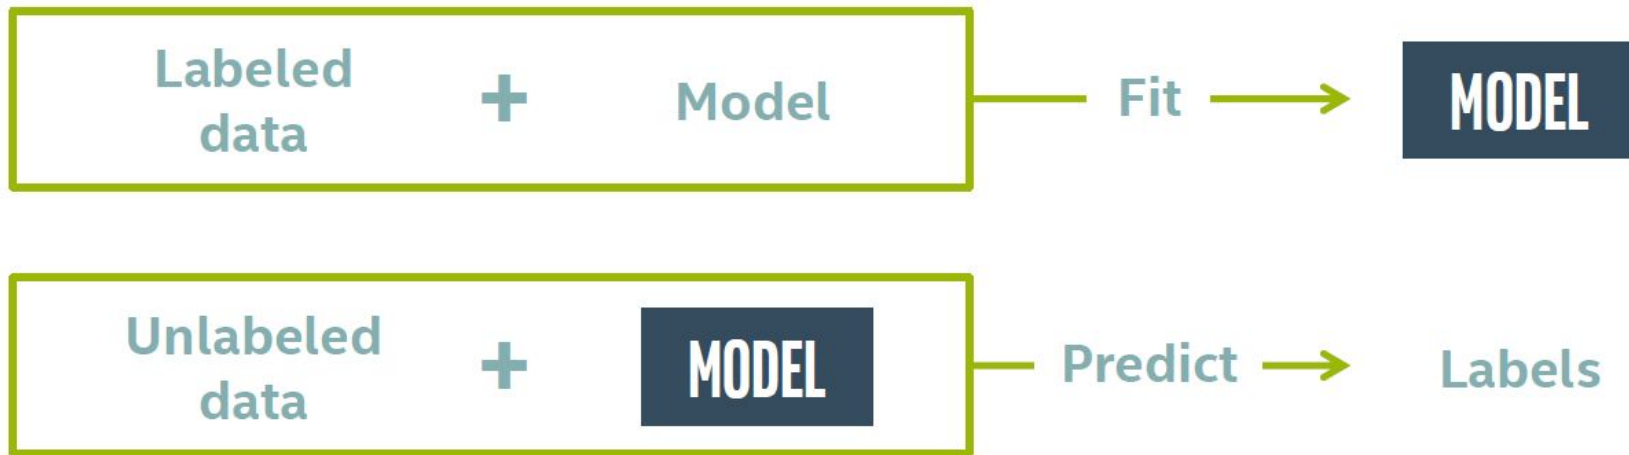 Labeled
data
+
Model
Fit
MODEL
Unlabeled
data
+
MODEL
Predict
Labels